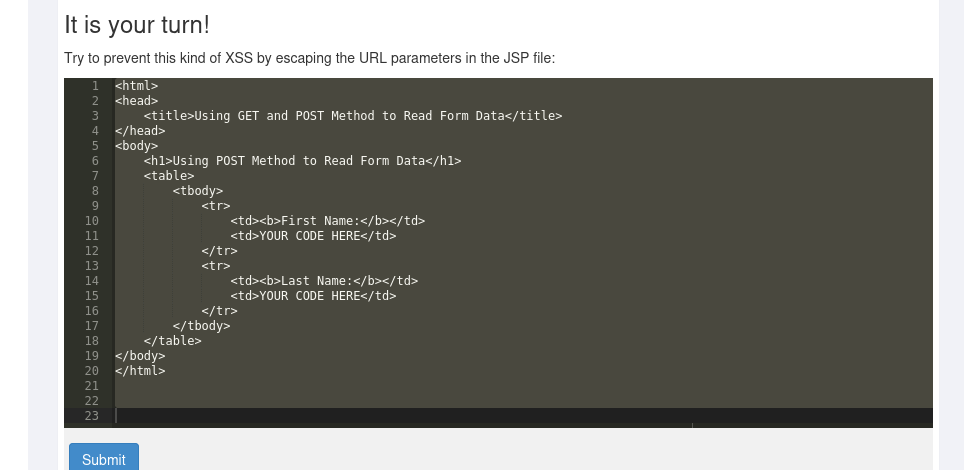 It is your turn!
Try to prevent this kind of XSS by escaping the URL parameters in the JSP file:
1 <html>
2 <head>
3     <title>Using GET and POST Method to Read Form Data</title>
4 </head>
5 <body>
6     <h1>Using POST Method to Read Form Data</h1>
7     <table>
8         <tbody>
9             <tr>
10                 <td><b>First Name:</b></td>
11                 <td>YOUR CODE HERE</td>
12             </tr>
13             <tr>
14                 <td><b>Last Name:</b></td>
15                 <td>YOUR CODE HERE</td>
16             </tr>
17         </tbody>
18     </table>
19 </body>
20 </html>
21
22
23
Submit